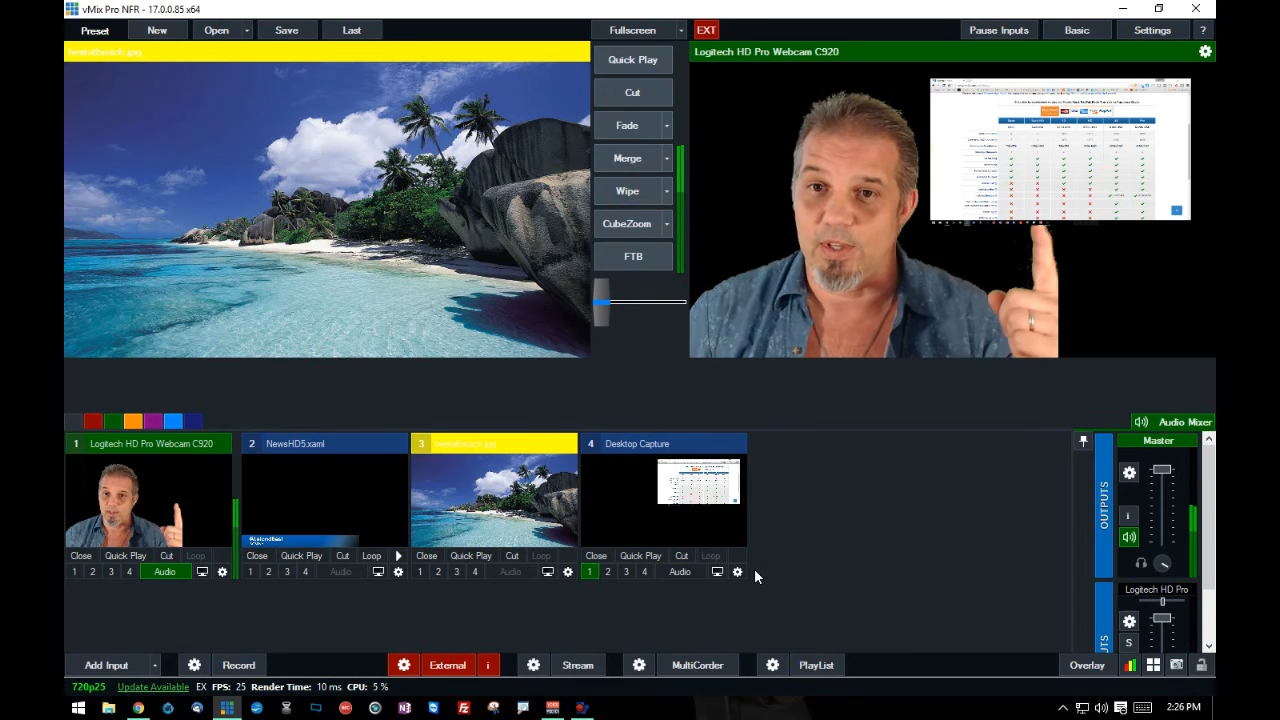 vMix Pro NFR - 17.0.0.85 x64
Preset New Open Save Last Fullscreen EXT Pause Inputs Basic Settings ?
Logitech HD Pro Webcam C920
Quick Play
Cut
Fade
Merge
Wipe
CubeZoom
FTB
Audio Mixer
1 Logitech HD Pro Webcam C920 2 NewsHD5.xaml 3 4 Desktop Capture
Master
OUTPUTS
Close Quick Play Cut Loop Close Quick Play Cut Loop Close Quick Play Cut Close Quick Play Cut Loop
1 2 3 4 Audio 1 2 3 4 Audio 1 2 3 4 Audio 1 2 3 4 Audio
Logitech HD Pro
S
Add Input Record External i Stream MultiCorder PlayList Overlay
720p25 Update Available EX FPS: 25 Render Time: 10 ms CPU: 5 %
2:26 PM